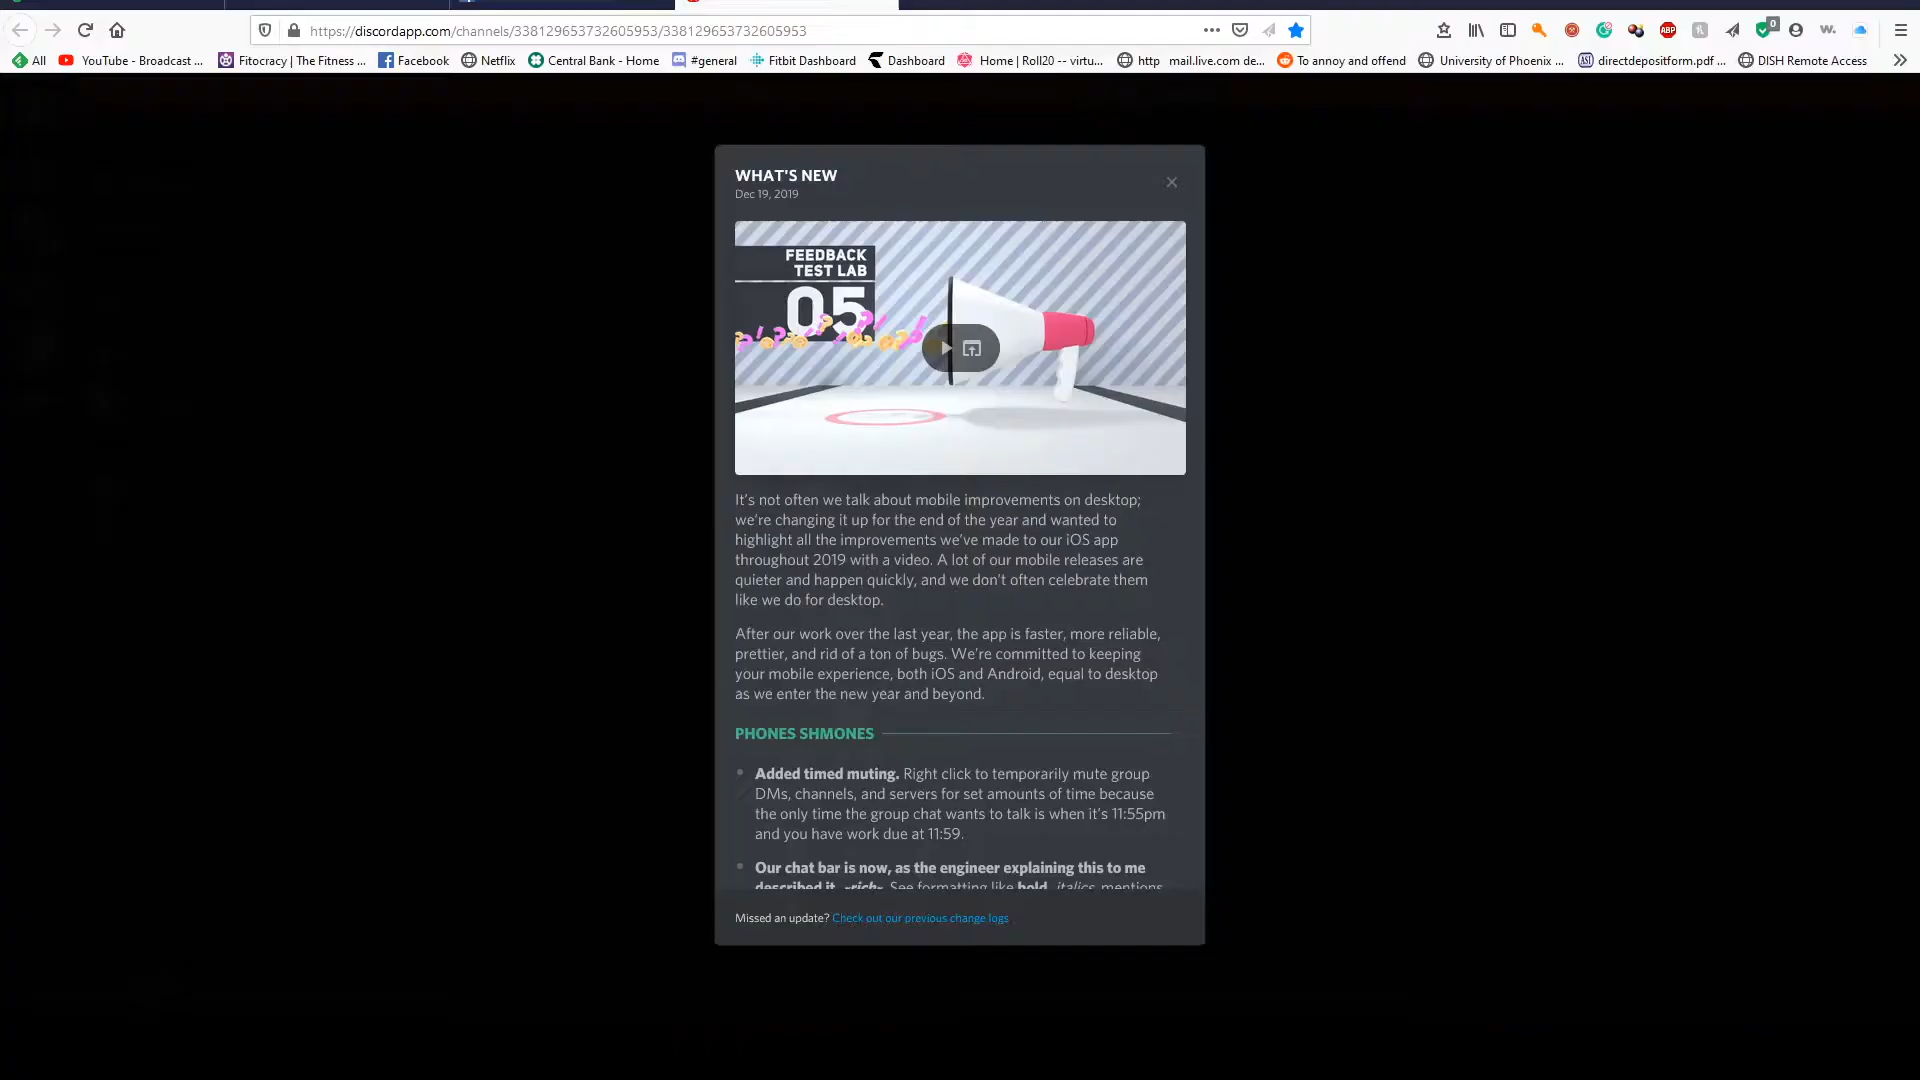 https://discordapp.com/channels/338129653732605953/338129653732605953
0
ABP
w.
All
YouTube - Broadcast ...
Fitocracy | The Fitness ...
Facebook
Netflix
Central Bank - Home
#general
Fitbit Dashboard
Dashboard
Home | Roll20 -- virtu...
http   mail.live.com de...
To annoy and offend
University of Phoenix ...
directdepositform.pdf ...
DISH Remote Access
WHAT'S NEW
Dec 19, 2019
FEEDBACK
TEST LAB
05
It's not often we talk about mobile improvements on desktop;
we're changing it up for the end of the year and wanted to
highlight all the improvements we've made to our iOS app
throughout 2019 with a video. A lot of our mobile releases are
quieter and happen quickly, and we don't often celebrate them
like we do for desktop.
After our work over the last year, the app is faster, more reliable,
prettier, and rid of a ton of bugs. We're committed to keeping
your mobile experience, both iOS and Android, equal to desktop
as we enter the new year and beyond.
PHONES SHMONES
Added timed muting. Right click to temporarily mute group
DMs, channels, and servers for set amounts of time because
the only time the group chat wants to talk is when it's 11:55pm
and you have work due at 11:59.
Our chat bar is now, as the engineer explaining this to me
described it, ~rich~. See formatting like bold, italics, mentions,
Missed an update? Check out our previous change logs